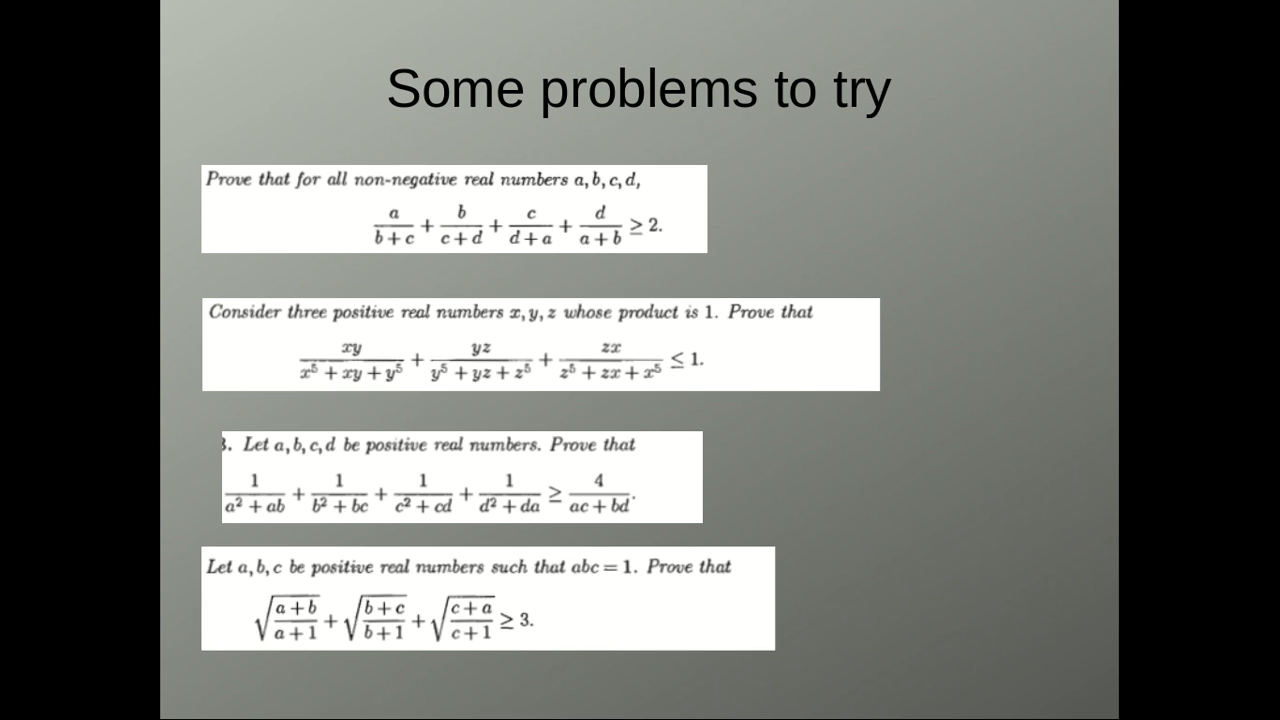 Some problems to try
Prove that for all non-negative real numbers a, b, c, d,
a/(b+c) + b/(c+d) + c/(d+a) + d/(a+b) ≥ 2.
Consider three positive real numbers x, y, z whose product is 1. Prove that
xy/(x⁵ + xy + y⁵) + yz/(y⁵ + yz + z⁵) + zx/(z⁵ + zx + x⁵) ≤ 1.
3. Let a, b, c, d be positive real numbers. Prove that
1/(a² + ab) + 1/(b² + bc) + 1/(c² + cd) + 1/(d² + da) ≥ 4/(ac + bd).
Let a, b, c be positive real numbers such that abc = 1. Prove that
√((a+b)/(a+1)) + √((b+c)/(b+1)) + √((c+a)/(c+1)) ≥ 3.